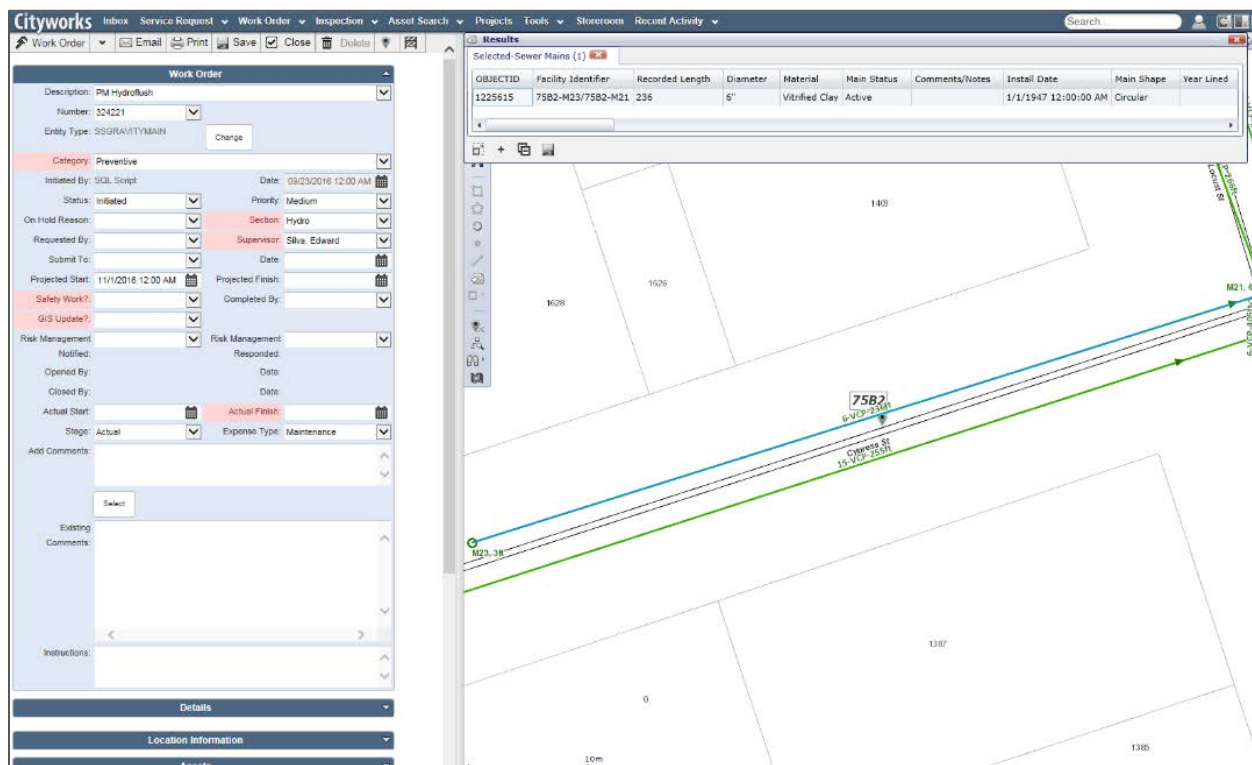 Cityworks Inbox Service Request Work Order Inspection Asset Search Projects Tools Storeroom Recent Activity Search...
Work Order Email Print Save Close Delete
Work Order
Description: PM Hydroflush
Number: 324221
Entity Type: SSGRAVITYMAIN Change
Category: Preventive
Initiated By: SQL Script Date: 09/23/2016 12:00 AM
Status: Initiated Priority: Medium
On Hold Reason: Section: Hydro
Requested By: Supervisor: Silva, Edward
Submit To: Date:
Projected Start: 11/1/2016 12:00 AM Projected Finish:
Safety Work?: Completed By:
GIS Update?:
Risk Management Risk Management
Notified: Responded:
Opened By: Date:
Closed By: Date:
Actual Start: Actual Finish:
Stage: Actual Expense Type: Maintenance
Add Comments:
Select
Existing
Comments:
Instructions:
Details
Location Information
Assets
Results
Selected-Sewer Mains (1)
OBJECTID Facility Identifier Recorded Length Diameter Material Main Status Comments/Notes Install Date Main Shape Year Lined
1225615 75B2-M23/75B2-M21 236 6" Vitrified Clay Active 1/1/1947 12:00:00 AM Circular
Locust St
1403
1626
1628
M21, 6
75B2
6-VCP-236ft
Cypress St
15-VCP-255ft
M23, 3ft
1387
0
1385
10m